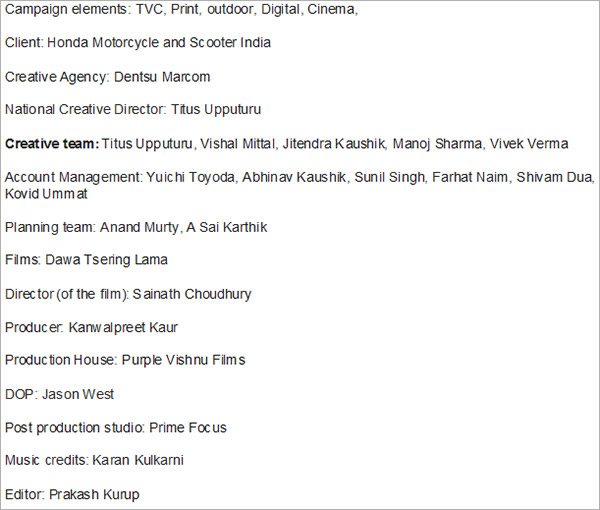 Campaign elements: TVC, Print, outdoor, Digital, Cinema,
Client: Honda Motorcycle and Scooter India
Creative Agency: Dentsu Marcom
National Creative Director: Titus Upputuru
Creative team: Titus Upputuru, Vishal Mittal, Jitendra Kaushik, Manoj Sharma, Vivek Verma
Account Management: Yuichi Toyoda, Abhinav Kaushik, Sunil Singh, Farhat Naim, Shivam Dua,
Kovid Ummat
Planning team: Anand Murty, A Sai Karthik
Films: Dawa Tsering Lama
Director (of the film): Sainath Choudhury
Producer: Kanwalpreet Kaur
Production House: Purple Vishnu Films
DOP: Jason West
Post production studio: Prime Focus
Music credits: Karan Kulkarni
Editor: Prakash Kurup